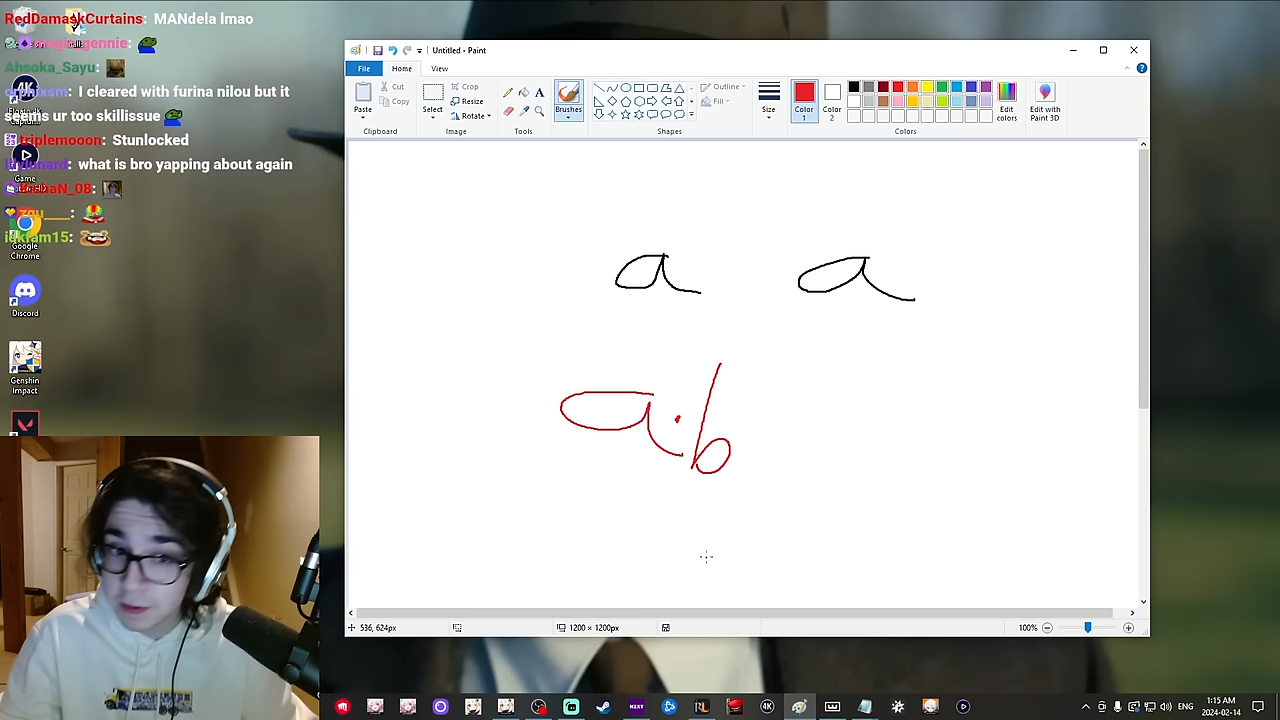 RedDamaskCurtains: MANdela lmao
Ahsoka_Sayu:
I cleared with furina nilou but it
seems ur too skillissue
triplemooon: Stunlocked
what is bro yapping about again
Untitled - Paint
File Home View
Paste
Cut
Copy
Clipboard
Select
Crop
Resize
Rotate
Image
Tools
Brushes
Shapes
Outline
Fill
Size
Color 1
Color 2
Colors
Edit colors
Edit with Paint 3D
a a
a · b
Google Chrome
Discord
Genshin Impact
536, 624px
1200 × 1200px
100%
ENG
1:15 AM
2024-02-14